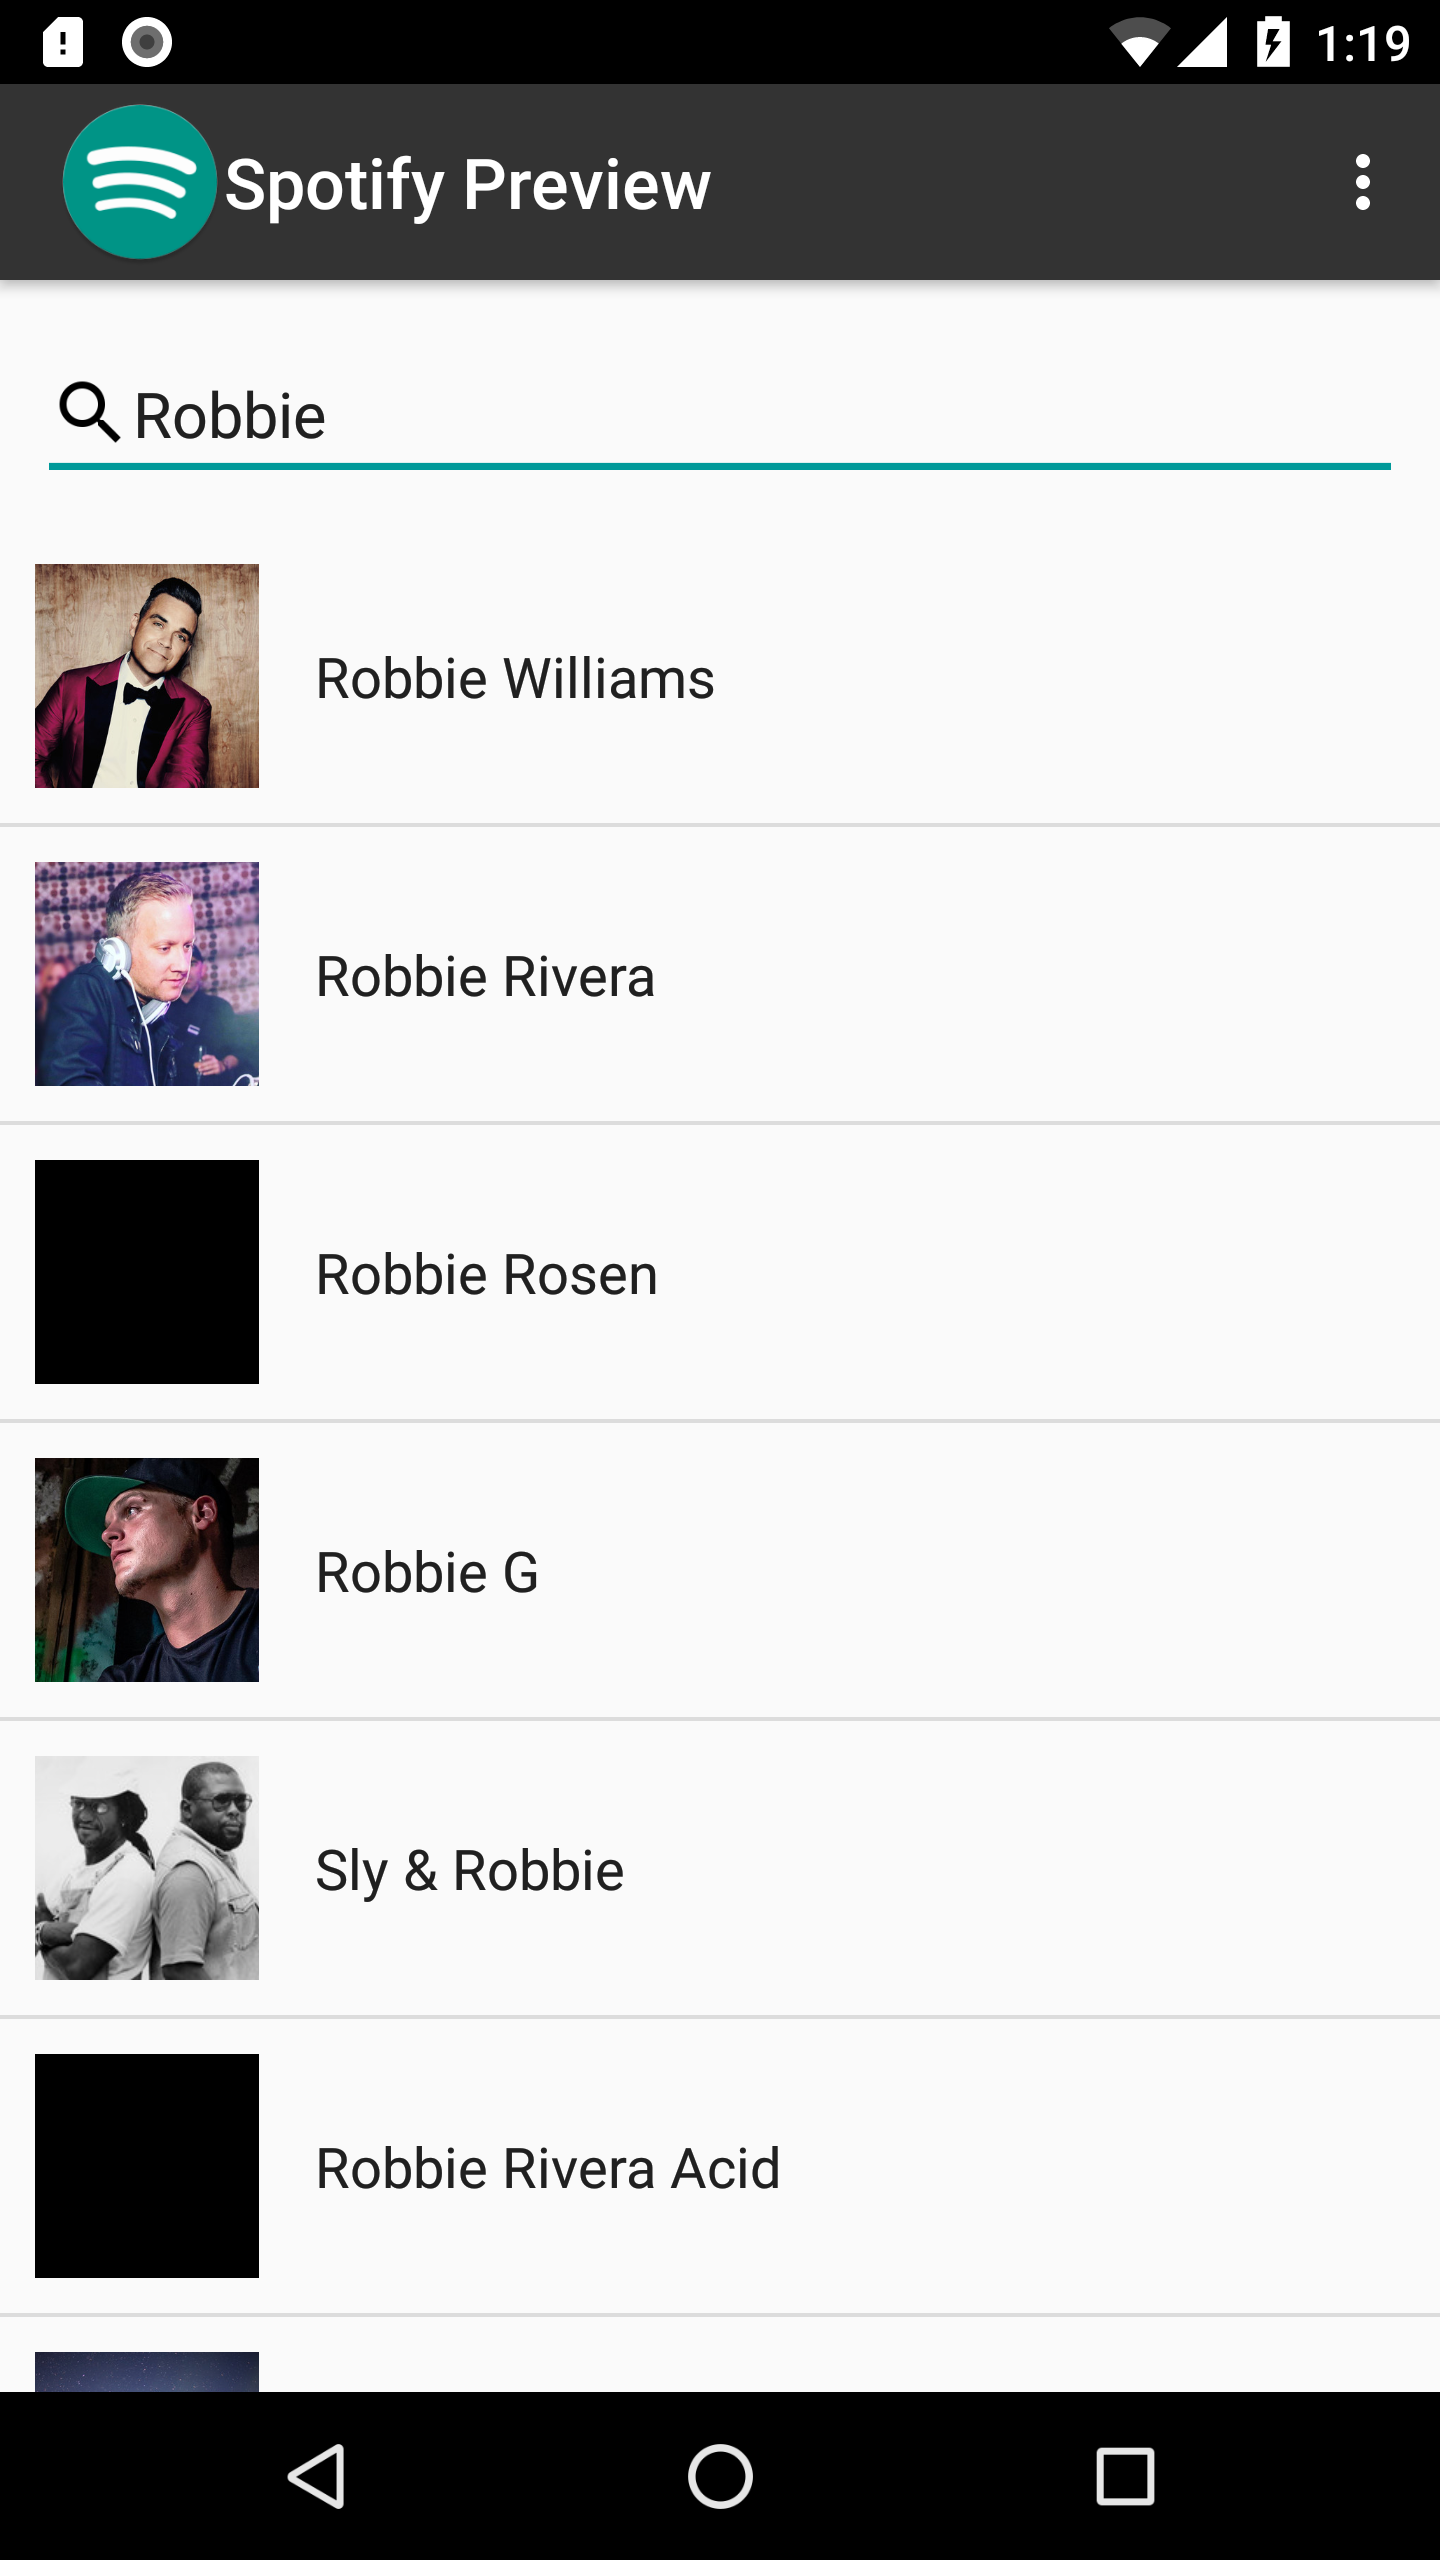 1:19
Spotify Preview
Robbie
Robbie Williams
Robbie Rivera
Robbie Rosen
Robbie G
Sly & Robbie
Robbie Rivera Acid